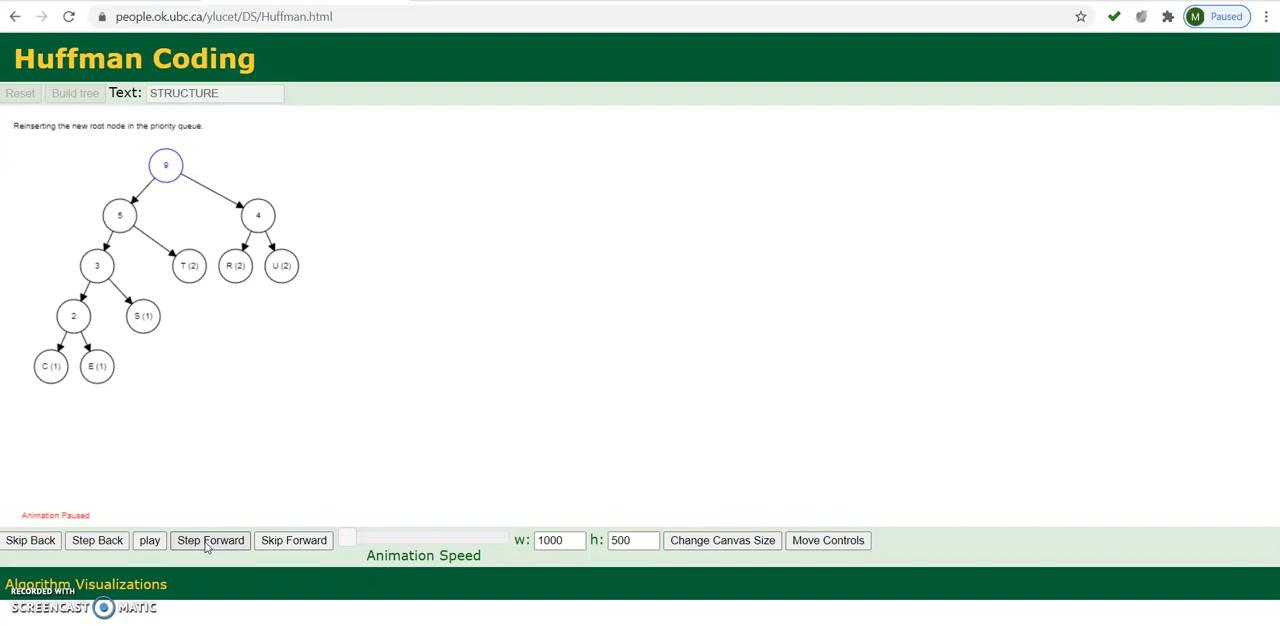 people.ok.ubc.ca/ylucet/DS/Huffman.html
M Paused
Huffman Coding
Reset Build tree Text: STRUCTURE
Reinserting the new root node in the priority queue.
9
5 4
3 T (2) R (2) U (2)
2 S (1)
C (1) E (1)
Animation Paused
Skip Back Step Back play Step Forward Skip Forward w: 1000 h: 500 Change Canvas Size Move Controls
Animation Speed
Algorithm Visualizations
RECORDED WITH
SCREENCAST MATIC